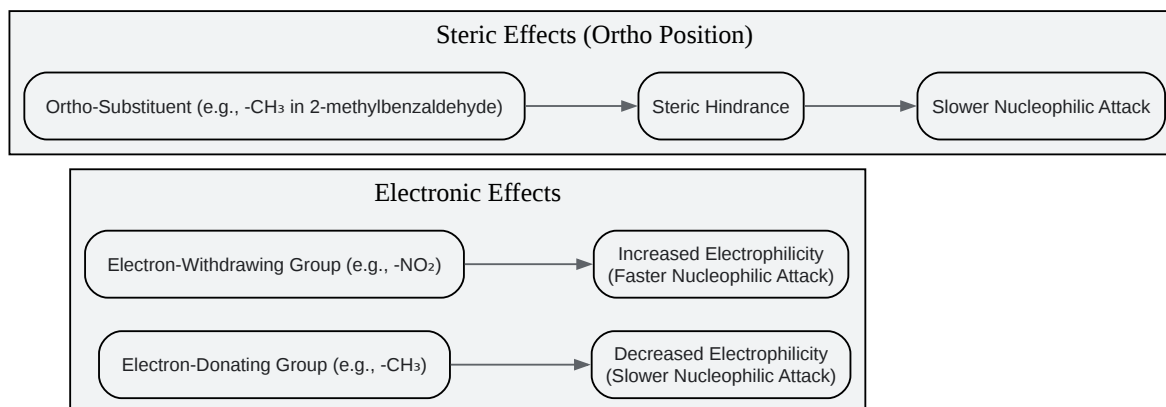 Steric Effects (Ortho Position)
Ortho-Substituent (e.g., -CH₃ in 2-methylbenzaldehyde)
Steric Hindrance
Slower Nucleophilic Attack
Electronic Effects
Electron-Withdrawing Group (e.g., -NO₂)
Increased Electrophilicity
(Faster Nucleophilic Attack)
Electron-Donating Group (e.g., -CH₃)
Decreased Electrophilicity
(Slower Nucleophilic Attack)